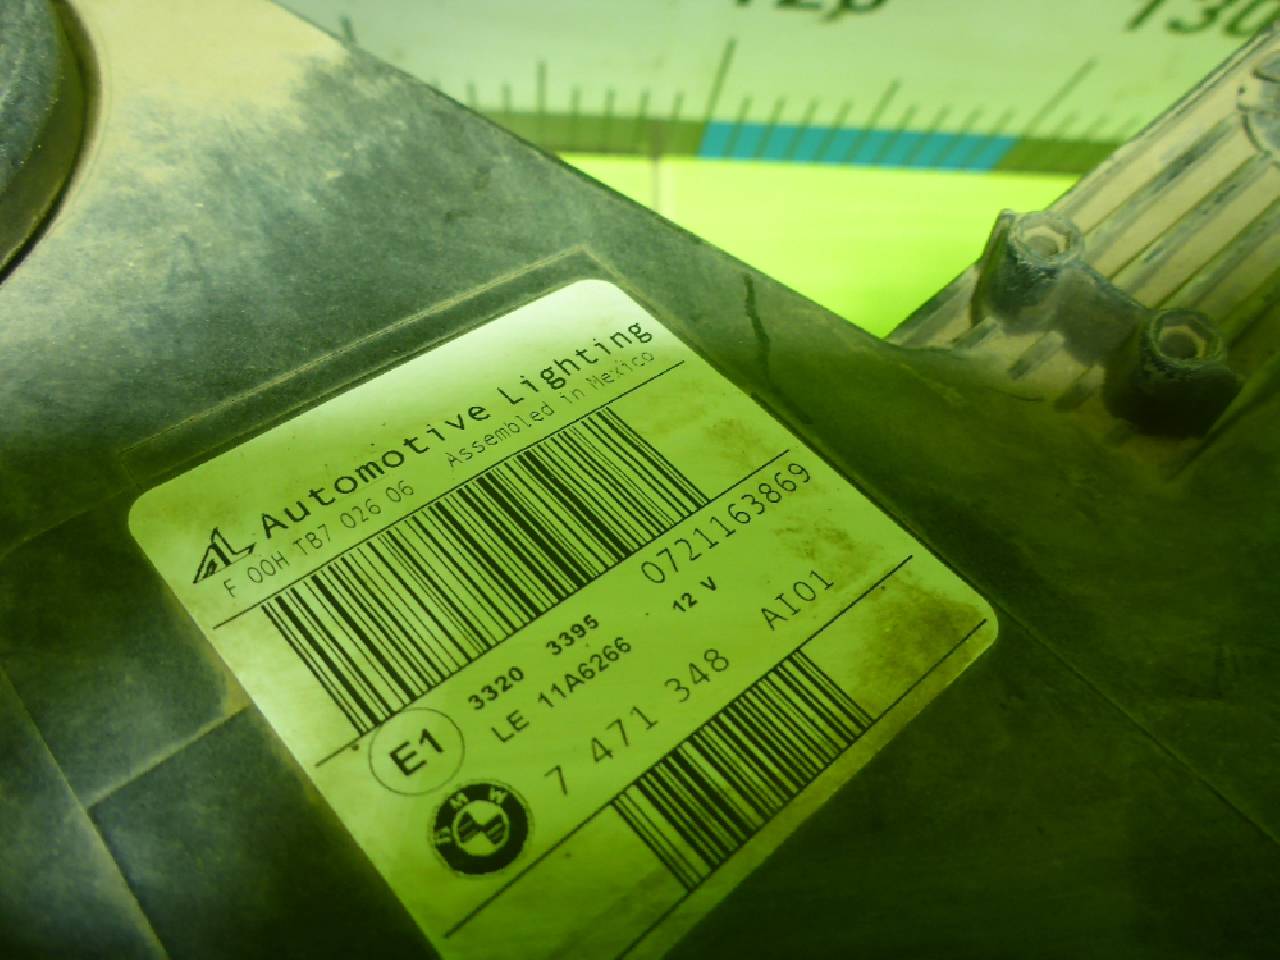 130
Automotive Lighting
F 00H TB7 026 06
Assembled in Mexico
0721163869
E1
3320 3395
LE 11A6266
12 V
BMW
7 471 348
AI01